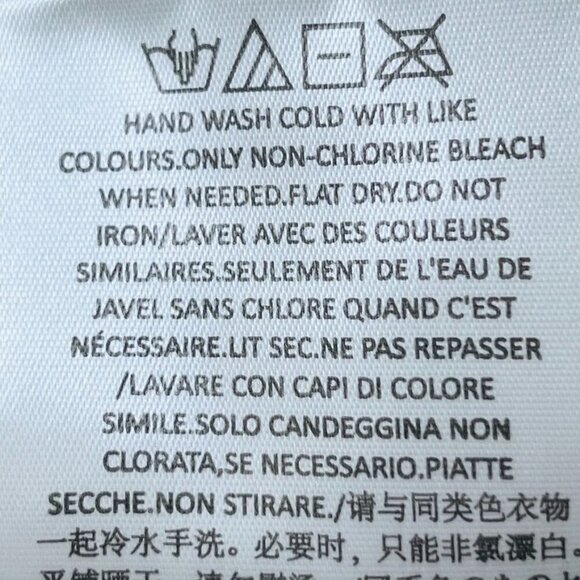 HAND WASH COLD WITH LIKE
COLOURS.ONLY NON-CHLORINE BLEACH
WHEN NEEDED.FLAT DRY.DO NOT
IRON/LAVER AVEC DES COULEURS
SIMILAIRES.SEULEMENT DE L'EAU DE
JAVEL SANS CHLORE QUAND C'EST
NÉCESSAIRE.LIT SEC.NE PAS REPASSER
/LAVARE CON CAPI DI COLORE
SIMILE.SOLO CANDEGGINA NON
CLORATA,SE NECESSARIO.PIATTE
SECCHE.NON STIRARE./请与同类色衣物
一起冷水手洗。必要时，只能非氯漂白。